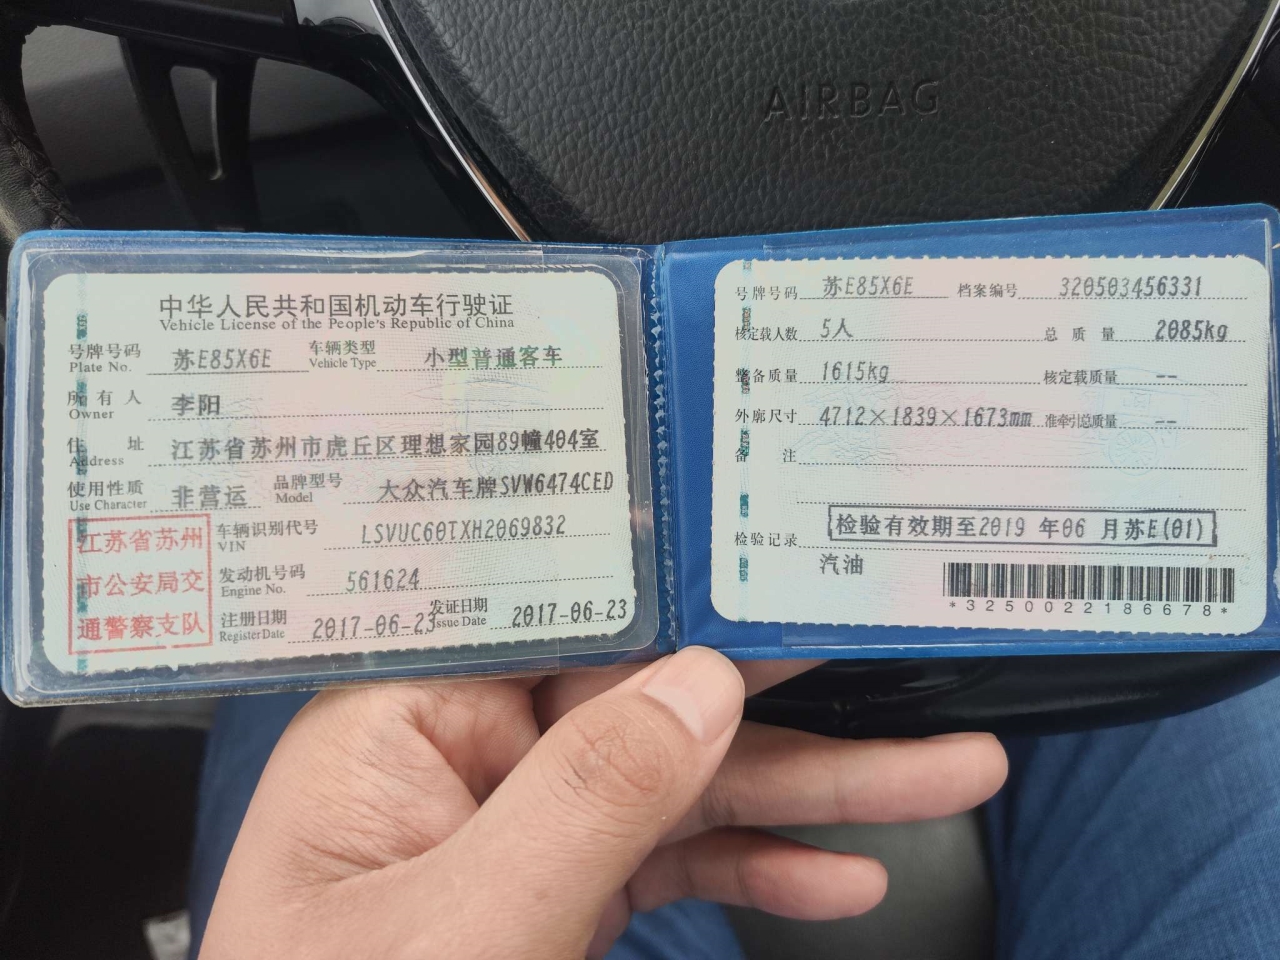 AIRBAG
中华人民共和国机动车行驶证
Vehicle License of the People's Republic of China
号牌号码 苏E85X6E 车辆类型 小型普通客车
Plate No. Vehicle Type
所有人 李阳
Owner
住址 江苏省苏州市虎丘区理想家园89幢404室
Address
使用性质 非营运 品牌型号 大众汽车牌SVW6474CED
Use Character Model
江苏省苏州
市公安局交
通警察支队
车辆识别代号 LSVUC60TXH2069832
VIN
发动机号码 561624
Engine No.
注册日期 2017-06-23 发证日期 2017-06-23
Register Date Issue Date
号牌号码 苏E85X6E 档案编号 320503456331
核定载人数 5人 总质量 2085kg
整备质量 1615kg 核定载质量 --
外廓尺寸 4712×1839×1673mm 准牵引总质量 --
备注
检验有效期至2019 年06 月苏E(01)
检验记录
汽油
*3250022186678*